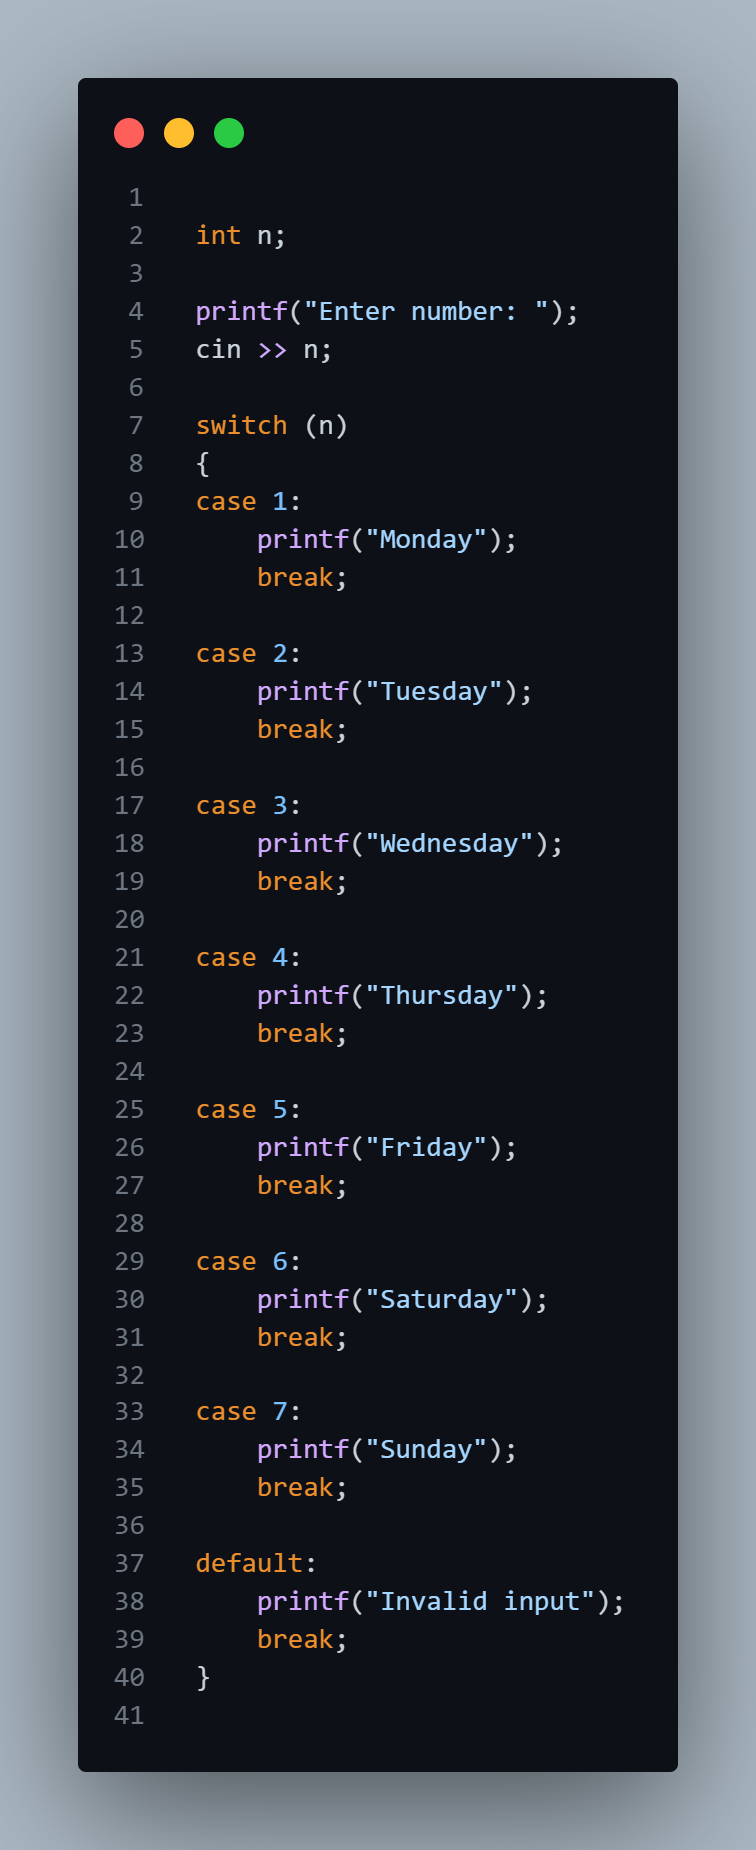 1
2 int n;
3
4 printf("Enter number: ");
5 cin >> n;
6
7 switch (n)
8 {
9 case 1:
10     printf("Monday");
11     break;
12
13 case 2:
14     printf("Tuesday");
15     break;
16
17 case 3:
18     printf("Wednesday");
19     break;
20
21 case 4:
22     printf("Thursday");
23     break;
24
25 case 5:
26     printf("Friday");
27     break;
28
29 case 6:
30     printf("Saturday");
31     break;
32
33 case 7:
34     printf("Sunday");
35     break;
36
37 default:
38     printf("Invalid input");
39     break;
40 }
41